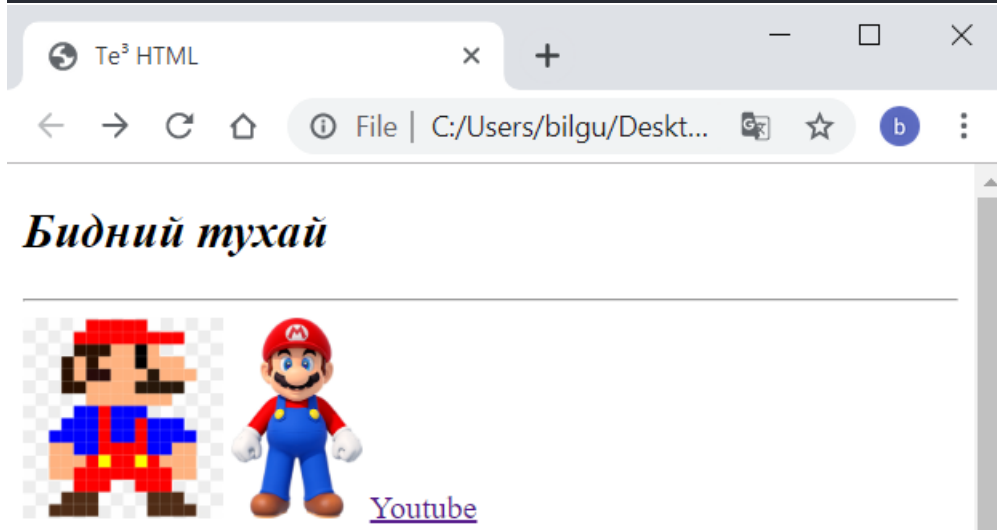 Te³ HTML
File | C:/Users/bilgu/Deskt... b
Бидний тухай
M
Youtube